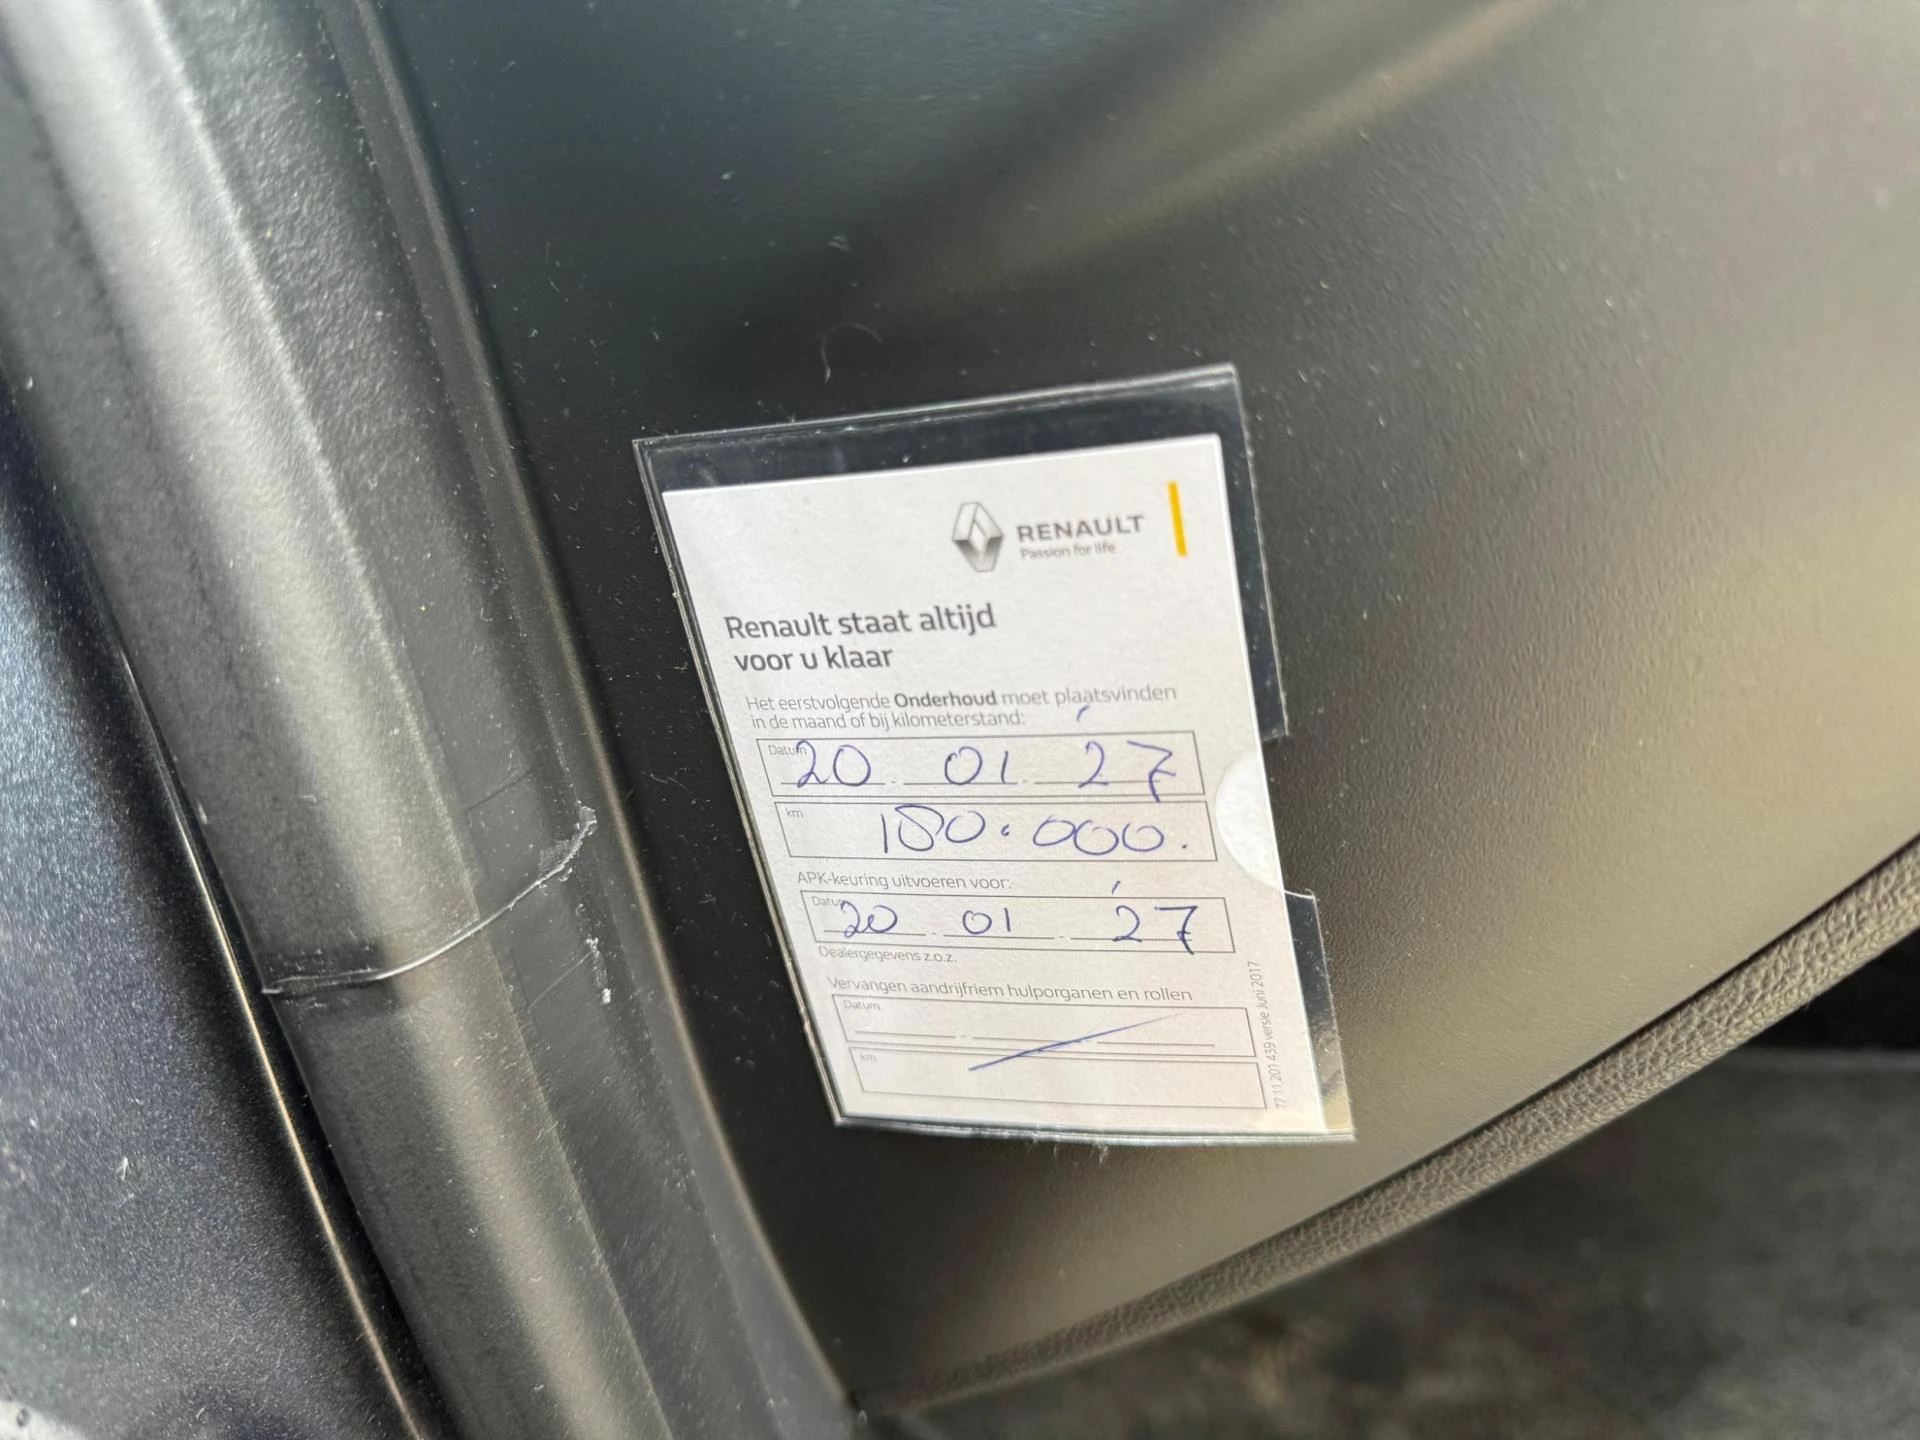 RENAULT
Passion for life
Renault staat altijd
voor u klaar
Het eerstvolgende Onderhoud moet plaatsvinden
in de maand of bij kilometerstand:
Datum 20 01 '27
km 180.000.
APK-keuring uitvoeren voor:
Datum 20 01 '27
Dealergegevens z.o.z.
Vervangen aandrijfriem hulporganen en rollen
Datum
km
77 11 201 439 versie Juni 2017